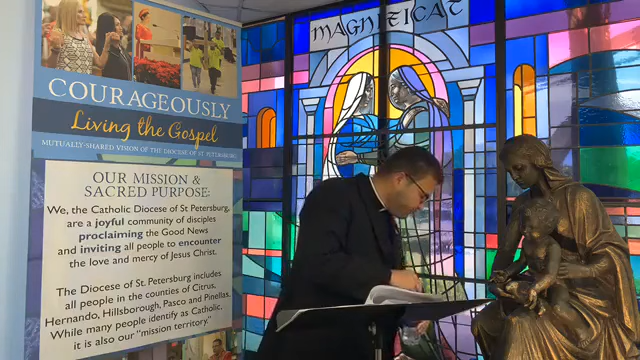 MAGNIFICAT
COURAGEOUSLY
Living the Gospel
MUTUALLY-SHARED VISION OF THE DIOCESE OF ST. PETERSBURG
OUR MISSION &
SACRED PURPOSE:
We, the Catholic Diocese of St Petersburg,
are a joyful community of disciples
proclaiming the Good News
and inviting all people to encounter
the love and mercy of Jesus Christ.
The Diocese of St. Petersburg includes
all people in the counties of Citrus,
Hernando, Hillsborough, Pasco and Pinellas.
While many people identify as Catholic,
it is also our "mission territory."